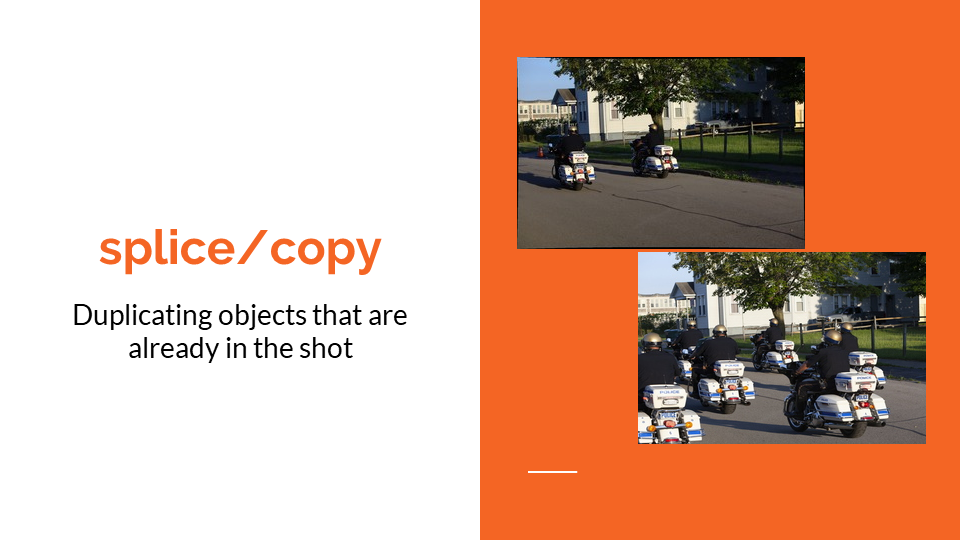 splice/copy
Duplicating objects that are
already in the shot